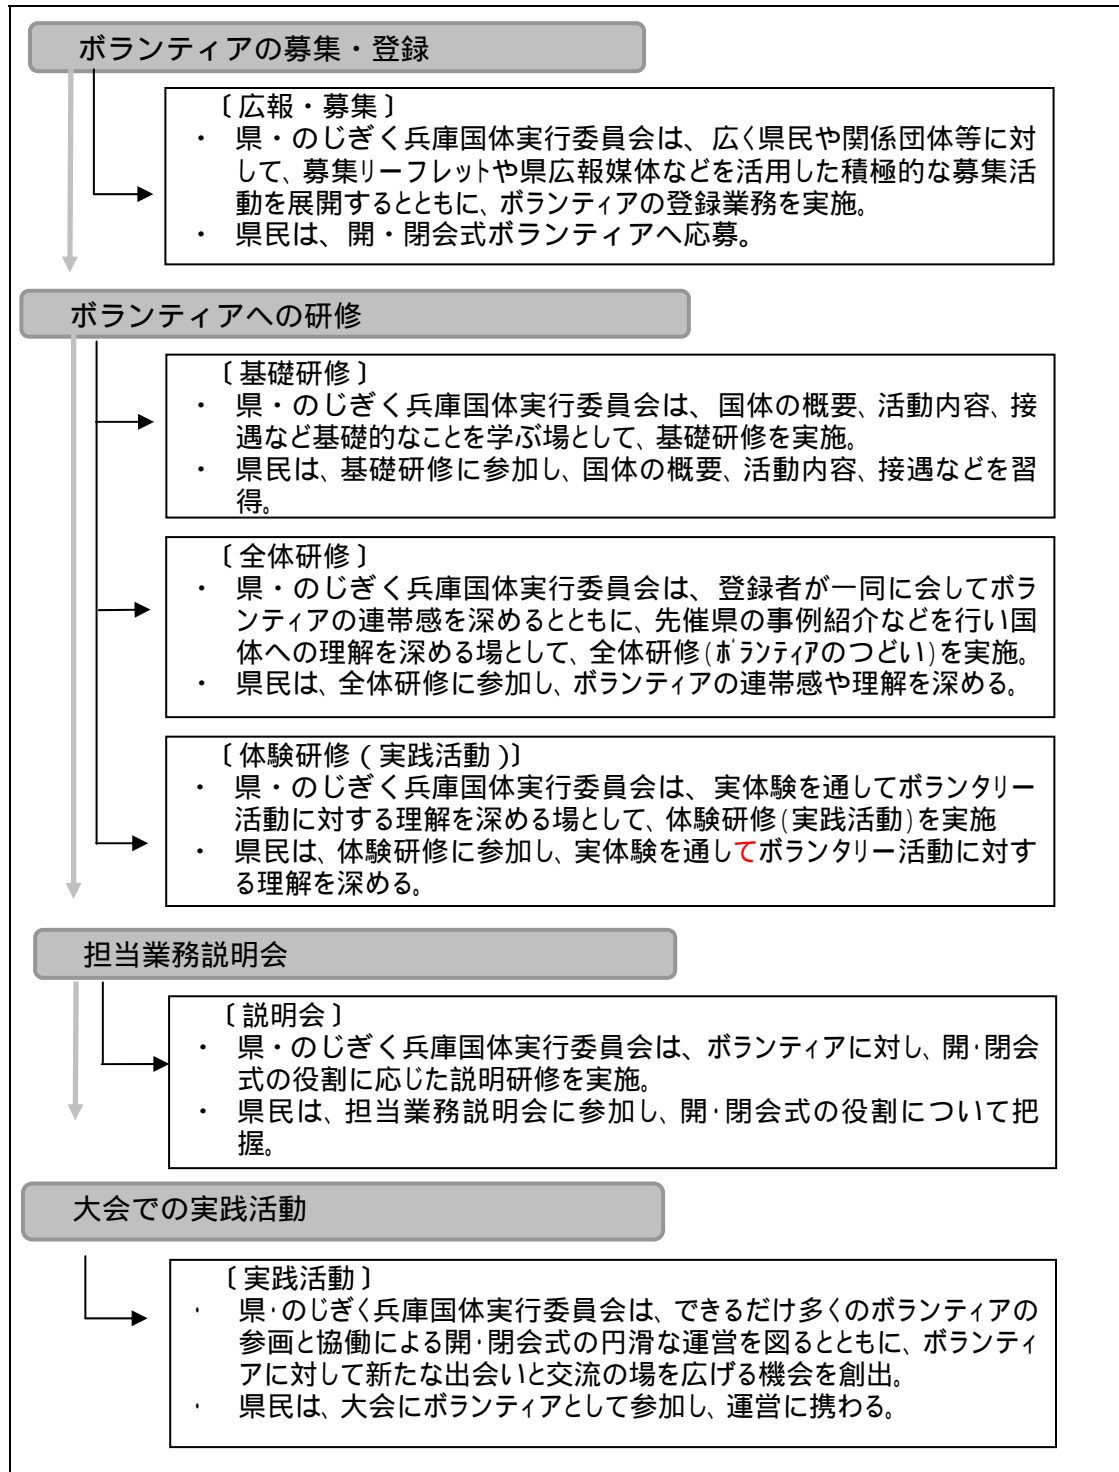 ボランティアの募集・登録
〔広報・募集〕
・ 県・のじぎく兵庫国体実行委員会は、広く県民や関係団体等に対
して、募集リーフレットや県広報媒体などを活用した積極的な募集活
動を展開するとともに、ボランティアの登録業務を実施。
・ 県民は、開・閉会式ボランティアへ応募。
ボランティアへの研修
〔基礎研修〕
・ 県・のじぎく兵庫国体実行委員会は、国体の概要、活動内容、接
遇など基礎的なことを学ぶ場として、基礎研修を実施。
・ 県民は、基礎研修に参加し、国体の概要、活動内容、接遇などを習
得。
〔全体研修〕
・ 県・のじぎく兵庫国体実行委員会は、登録者が一同に会してボラ
ンティアの連帯感を深めるとともに、先催県の事例紹介などを行い国
体への理解を深める場として、全体研修(ボランティアのつどい)を実施。
・ 県民は、全体研修に参加し、ボランティアの連帯感や理解を深める。
〔体験研修(実践活動)〕
・ 県・のじぎく兵庫国体実行委員会は、実体験を通してボランタリー
活動に対する理解を深める場として、体験研修(実践活動)を実施
・ 県民は、体験研修に参加し、実体験を通してボランタリー活動に対す
る理解を深める。
担当業務説明会
〔説明会〕
・ 県・のじぎく兵庫国体実行委員会は、ボランティアに対し、開・閉会
式の役割に応じた説明研修を実施。
・ 県民は、担当業務説明会に参加し、開・閉会式の役割について把
握。
大会での実践活動
〔実践活動〕
・ 県・のじぎく兵庫国体実行委員会は、できるだけ多くのボランティアの
参画と協働による開・閉会式の円滑な運営を図るとともに、ボランティ
アに対して新たな出会いと交流の場を広げる機会を創出。
・ 県民は、大会にボランティアとして参加し、運営に携わる。